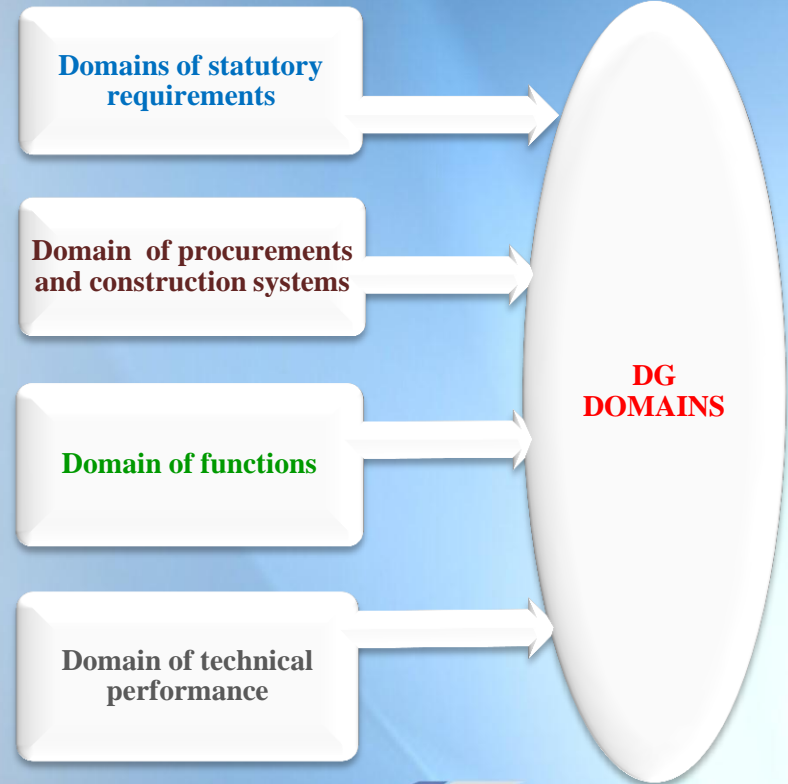 Domains of statutory
requirements
Domain of procurements
and construction systems
Domain of functions
Domain of technical
performance
DG
DOMAINS